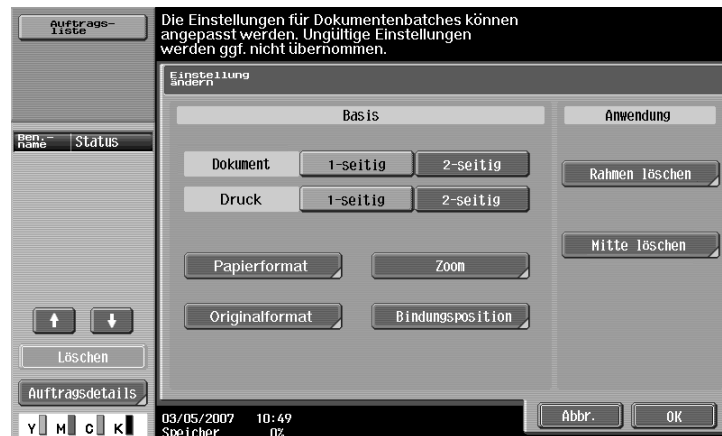 Auftrags-
liste
Die Einstellungen für Dokumentenbatches können
angepasst werden. Ungültige Einstellungen
werden ggf. nicht übernommen.
Einstellung
ändern
Basis
Anwendung
Ben.-
name
Status
Dokument
1-seitig
2-seitig
Rahmen löschen
Druck
1-seitig
2-seitig
Mitte löschen
Papierformat
Zoom
Originalformat
Bindungsposition
Löschen
Auftragsdetails
Y M C K
03/05/2007 10:49
Speicher 0%
Abbr.
OK